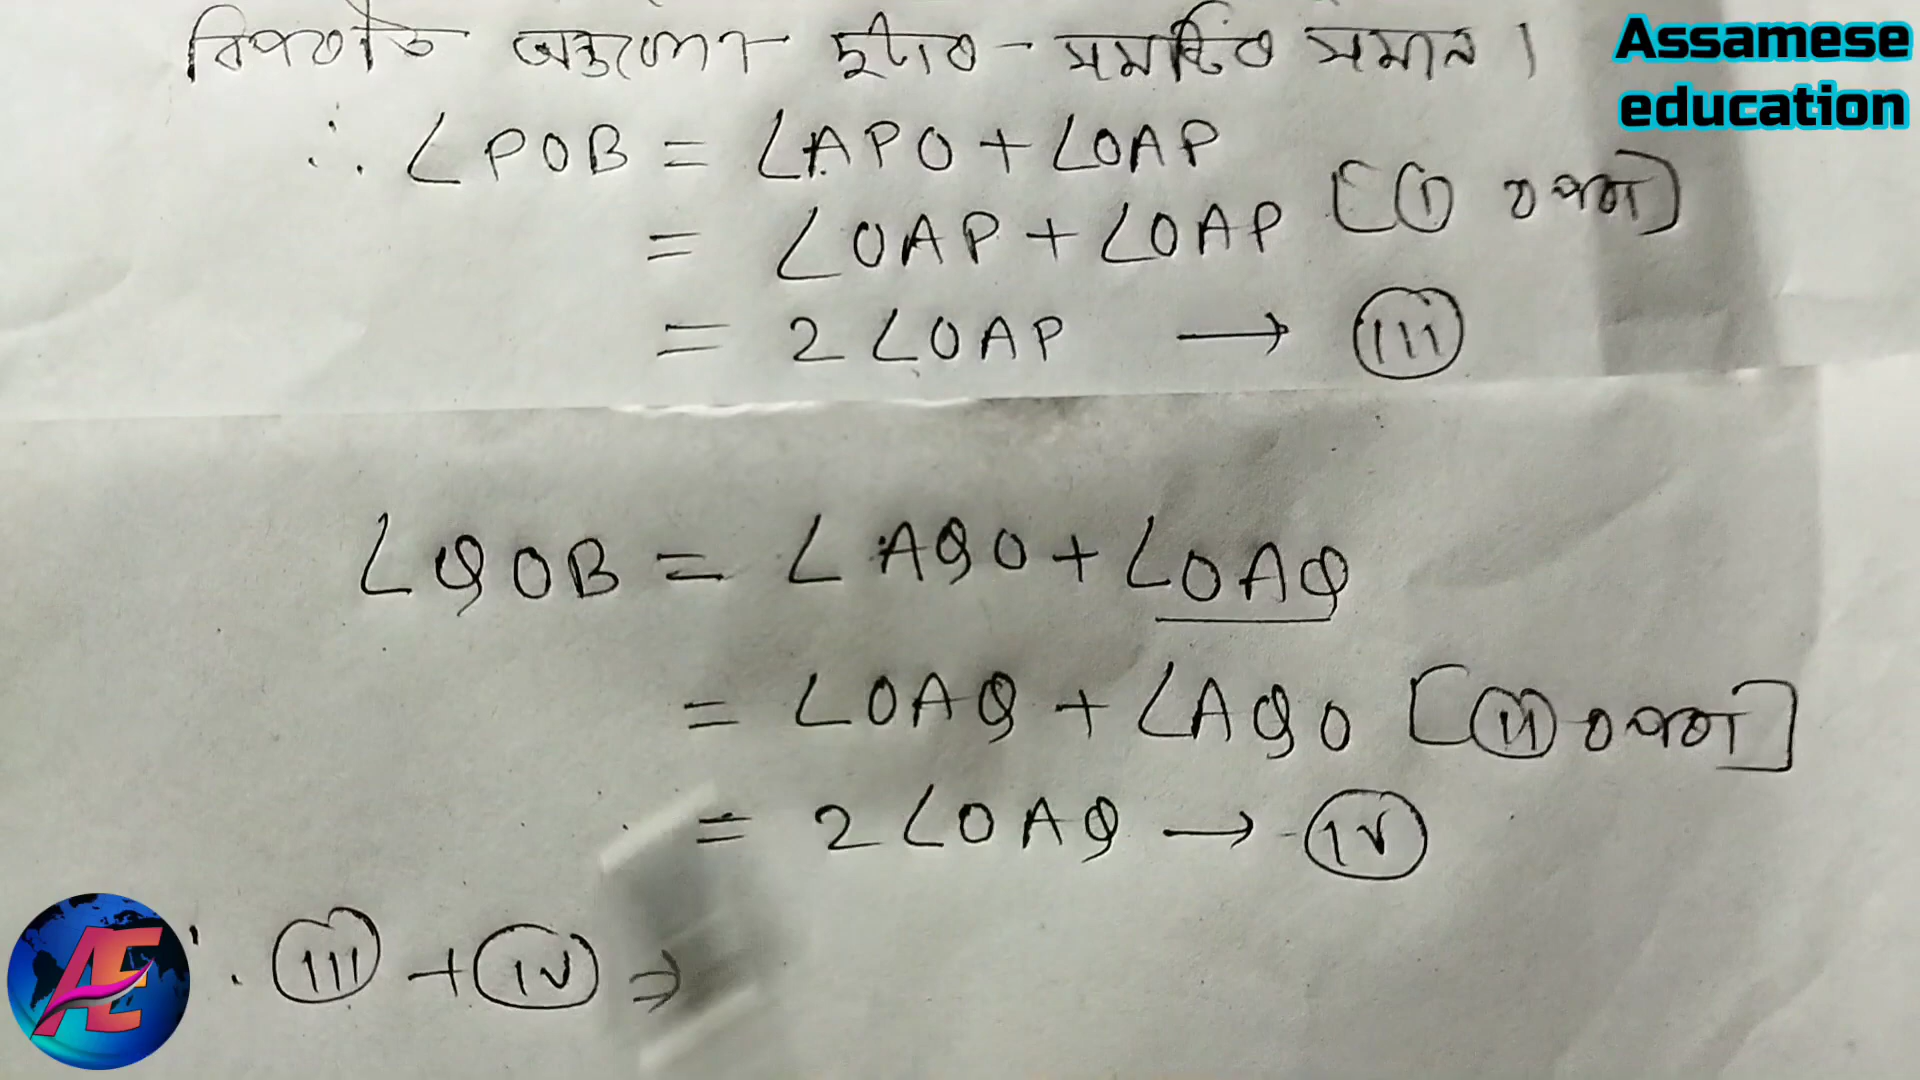 বিপৰীত অন্তঃকোণ দুটাৰ সমষ্টিৰ সমান ।
Assamese
education
∴ ∠POB = ∠APO + ∠OAP
= ∠OAP + ∠OAP [(i) ৰ পৰা]
= 2∠OAP → (iii)
∠QOB = ∠AQO + ∠OAQ
= ∠OAQ + ∠AQO [(ii) ৰ পৰা]
= 2∠OAQ → (iv)
∴ (iii) + (iv) ⇒
AE